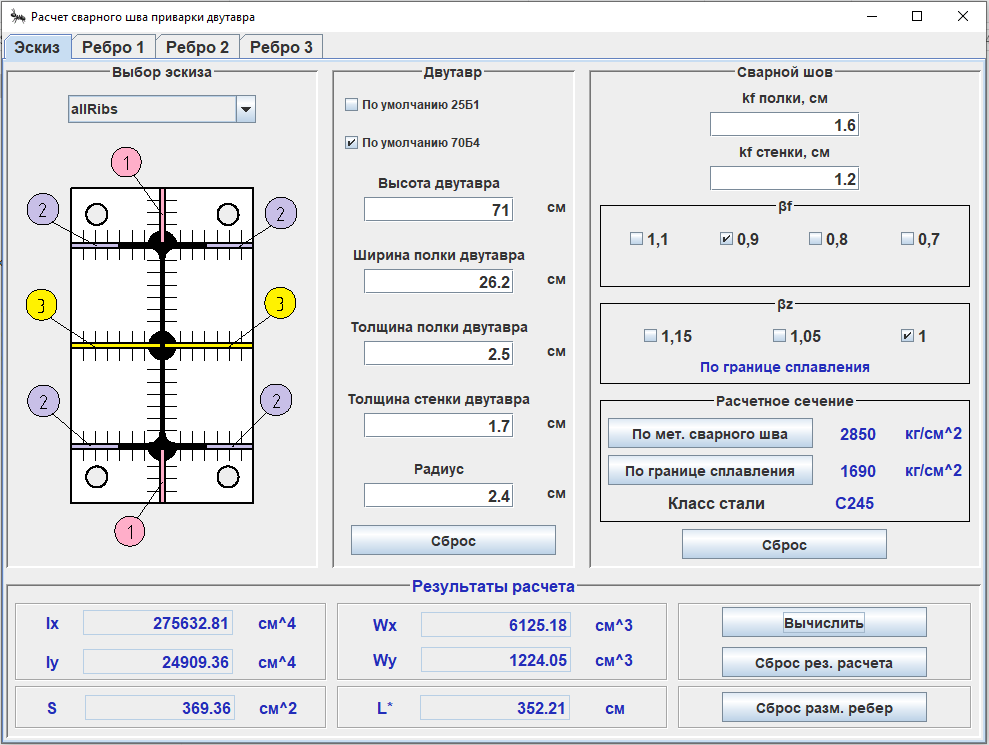 Расчет сварного шва приварки двутавра
Эскиз Ребро 1 Ребро 2 Ребро 3
Выбор эскиза
allRibs
1
2 2
3 3
2 2
1
Двутавр
По умолчанию 25Б1
По умолчанию 70Б4
Высота двутавра
71 см
Ширина полки двутавра
26.2 см
Толщина полки двутавра
2.5 см
Толщина стенки двутавра
1.7 см
Радиус
2.4 см
Сброс
Сварной шов
kf полки, см
1.6
kf стенки, см
1.2
βf
1,1 0,9 0,8 0,7
βz
1,15 1,05 1
По границе сплавления
Расчетное сечение
По мет. сварного шва 2850 кг/см^2
По границе сплавления 1690 кг/см^2
Класс стали С245
Сброс
Результаты расчета
Ix 275632.81 см^4
Iy 24909.36 см^4
S 369.36 см^2
Wx 6125.18 см^3
Wy 1224.05 см^3
L* 352.21 см
Вычислить
Сброс рез. расчета
Сброс разм. ребер